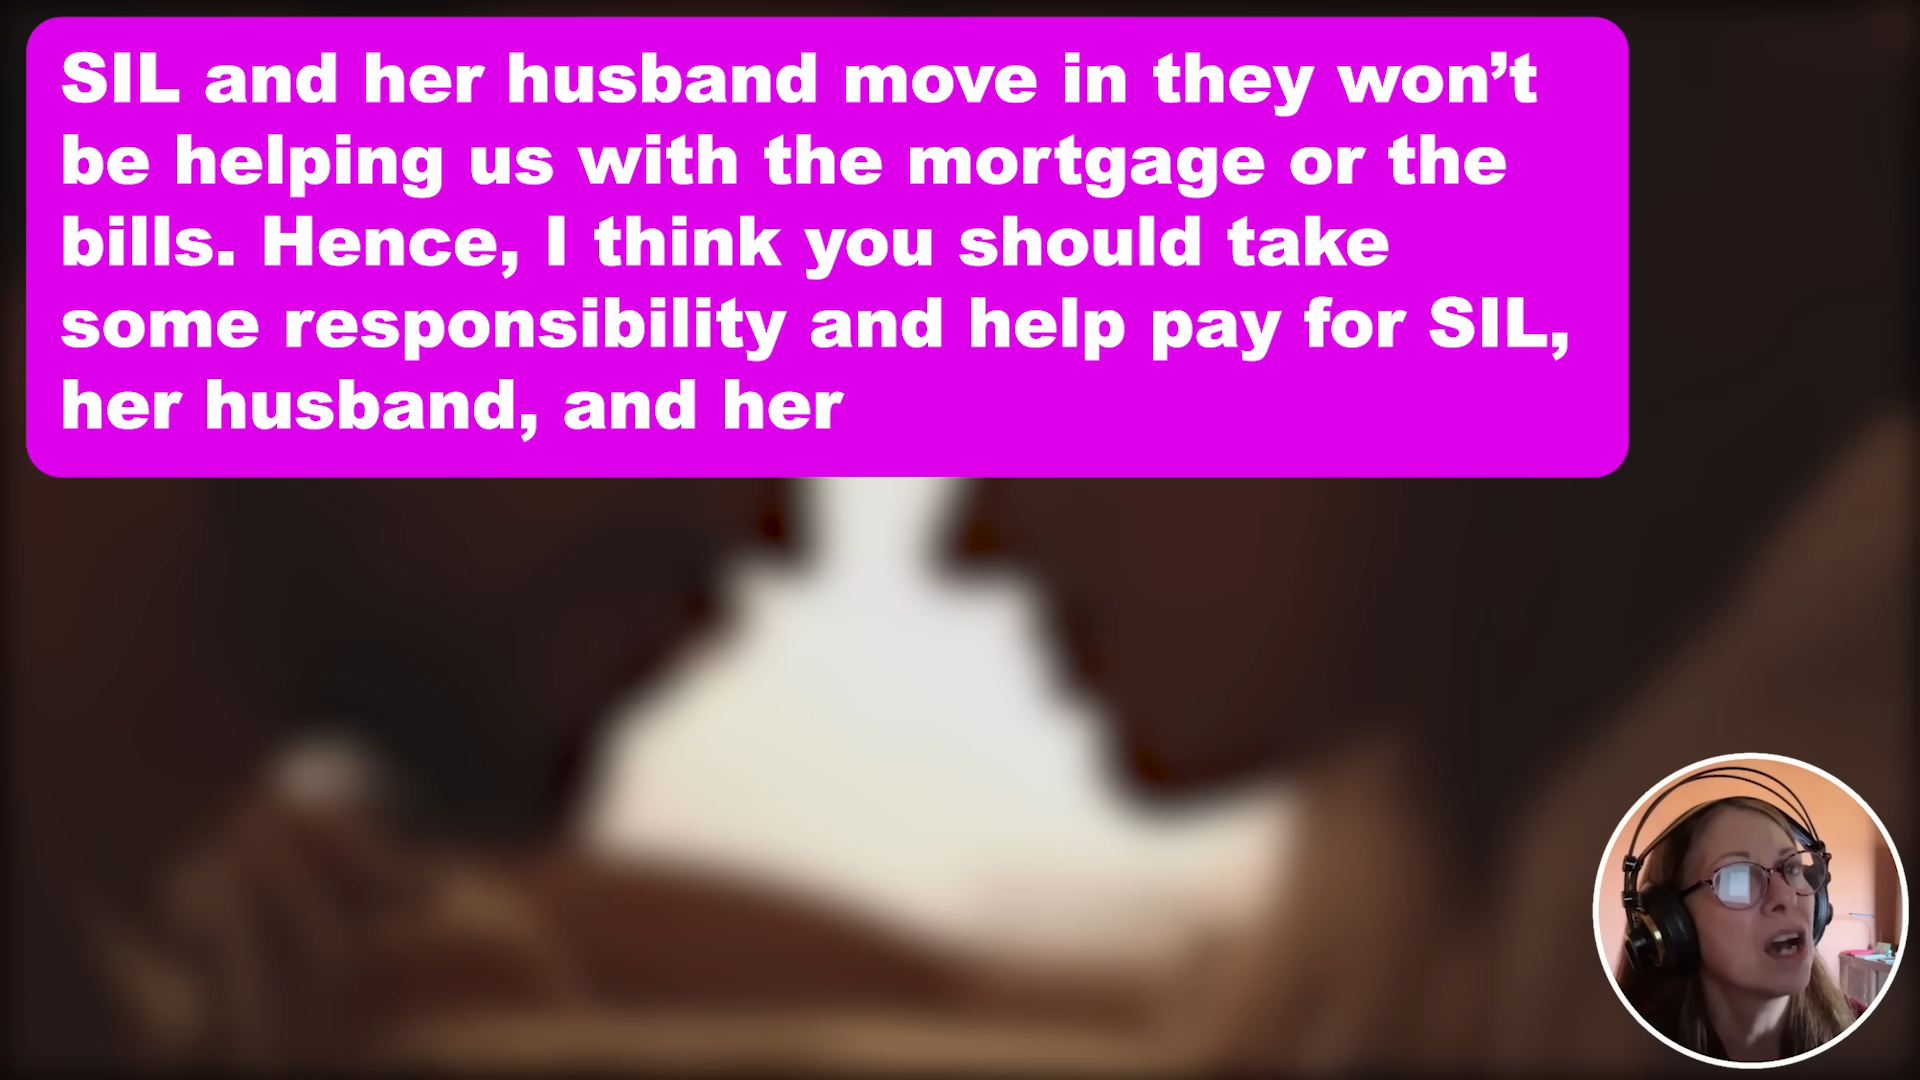 SIL and her husband move in they won’t
be helping us with the mortgage or the
bills. Hence, I think you should take
some responsibility and help pay for SIL,
her husband, and her